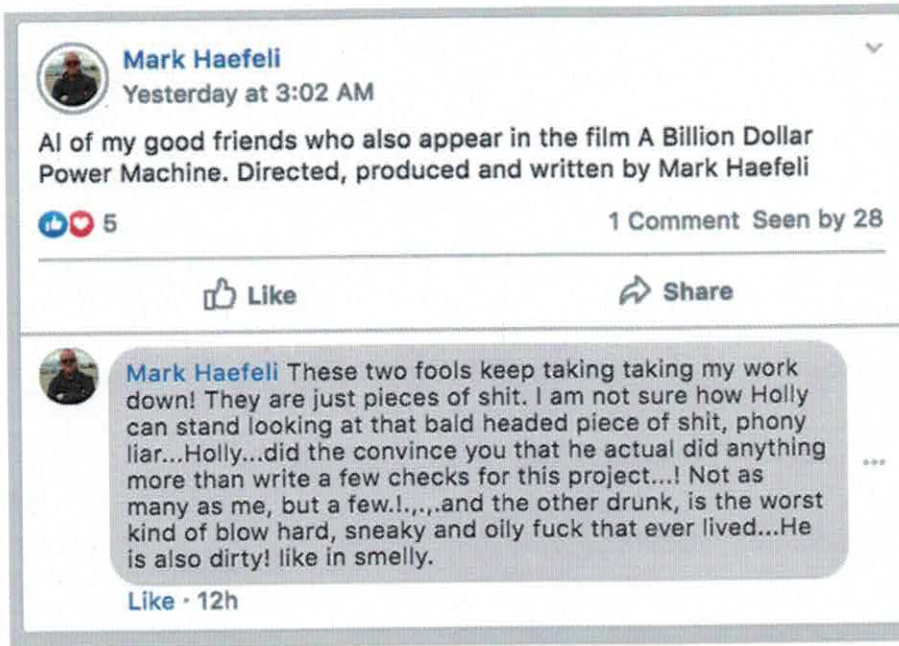 Mark Haefeli
Yesterday at 3:02 AM
Al of my good friends who also appear in the film A Billion Dollar
Power Machine. Directed, produced and written by Mark Haefeli
5
1 Comment Seen by 28
Like
Share
Mark Haefeli These two fools keep taking taking my work
down! They are just pieces of shit. I am not sure how Holly
can stand looking at that bald headed piece of shit, phony
liar...Holly...did the convince you that he actual did anything
more than write a few checks for this project...! Not as
many as me, but a few.!.,.,.and the other drunk, is the worst
kind of blow hard, sneaky and oily fuck that ever lived...He
is also dirty! like in smelly.
Like · 12h